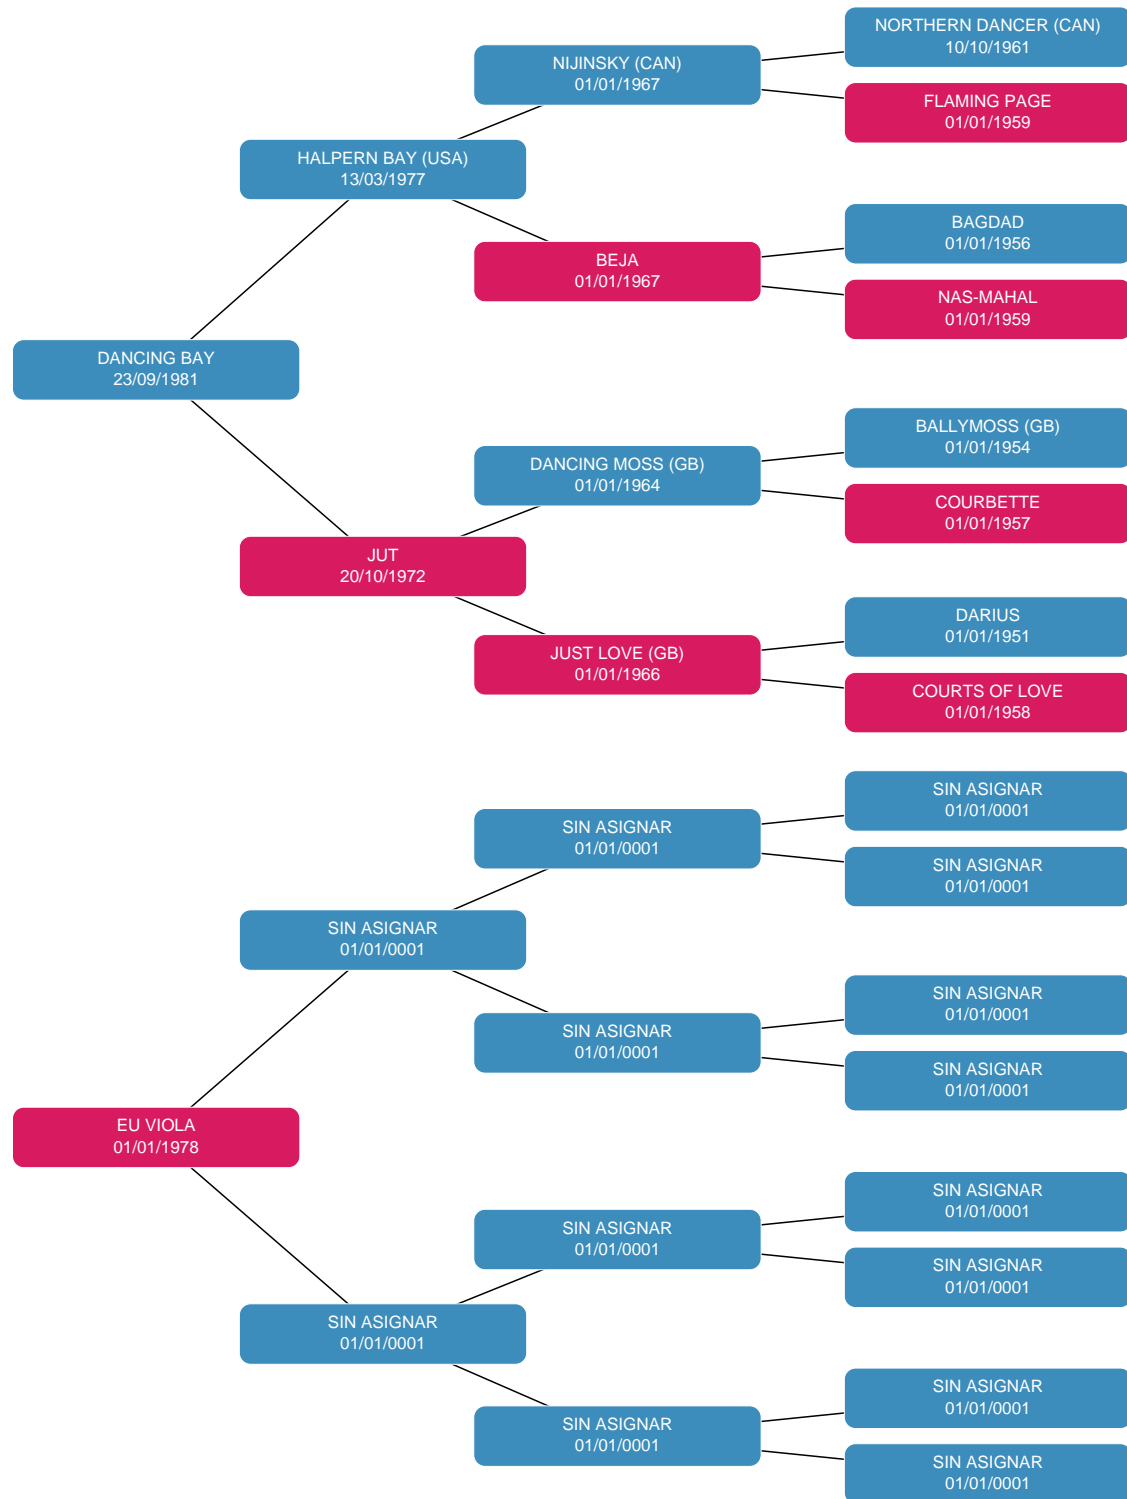 NORTHERN DANCER (CAN)
10/10/1961
NIJINSKY (CAN)
01/01/1967
FLAMING PAGE
01/01/1959
HALPERN BAY (USA)
13/03/1977
BAGDAD
01/01/1956
BEJA
01/01/1967
NAS-MAHAL
01/01/1959
DANCING BAY
23/09/1981
BALLYMOSS (GB)
01/01/1954
DANCING MOSS (GB)
01/01/1964
COURBETTE
01/01/1957
JUT
20/10/1972
DARIUS
01/01/1951
JUST LOVE (GB)
01/01/1966
COURTS OF LOVE
01/01/1958
SIN ASIGNAR
01/01/0001
SIN ASIGNAR
01/01/0001
SIN ASIGNAR
01/01/0001
SIN ASIGNAR
01/01/0001
SIN ASIGNAR
01/01/0001
SIN ASIGNAR
01/01/0001
SIN ASIGNAR
01/01/0001
EU VIOLA
01/01/1978
SIN ASIGNAR
01/01/0001
SIN ASIGNAR
01/01/0001
SIN ASIGNAR
01/01/0001
SIN ASIGNAR
01/01/0001
SIN ASIGNAR
01/01/0001
SIN ASIGNAR
01/01/0001
SIN ASIGNAR
01/01/0001